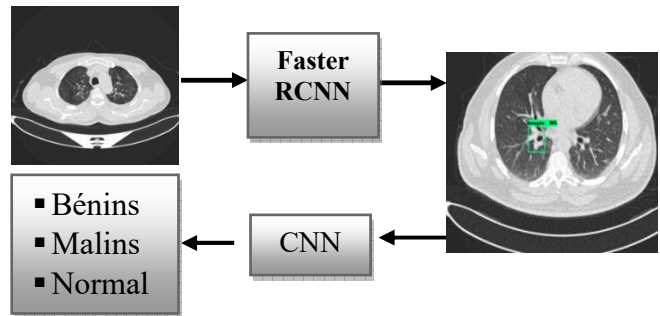 Faster
RCNN
CNN
▪ Bénins
▪ Malins
▪ Normal